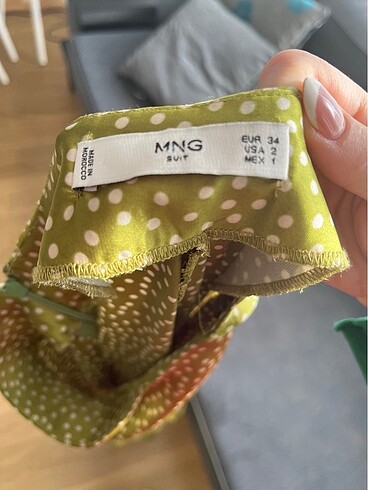 MADE IN
MOROCCO
MNG
SUIT
EUR 34
USA 2
MEX 1